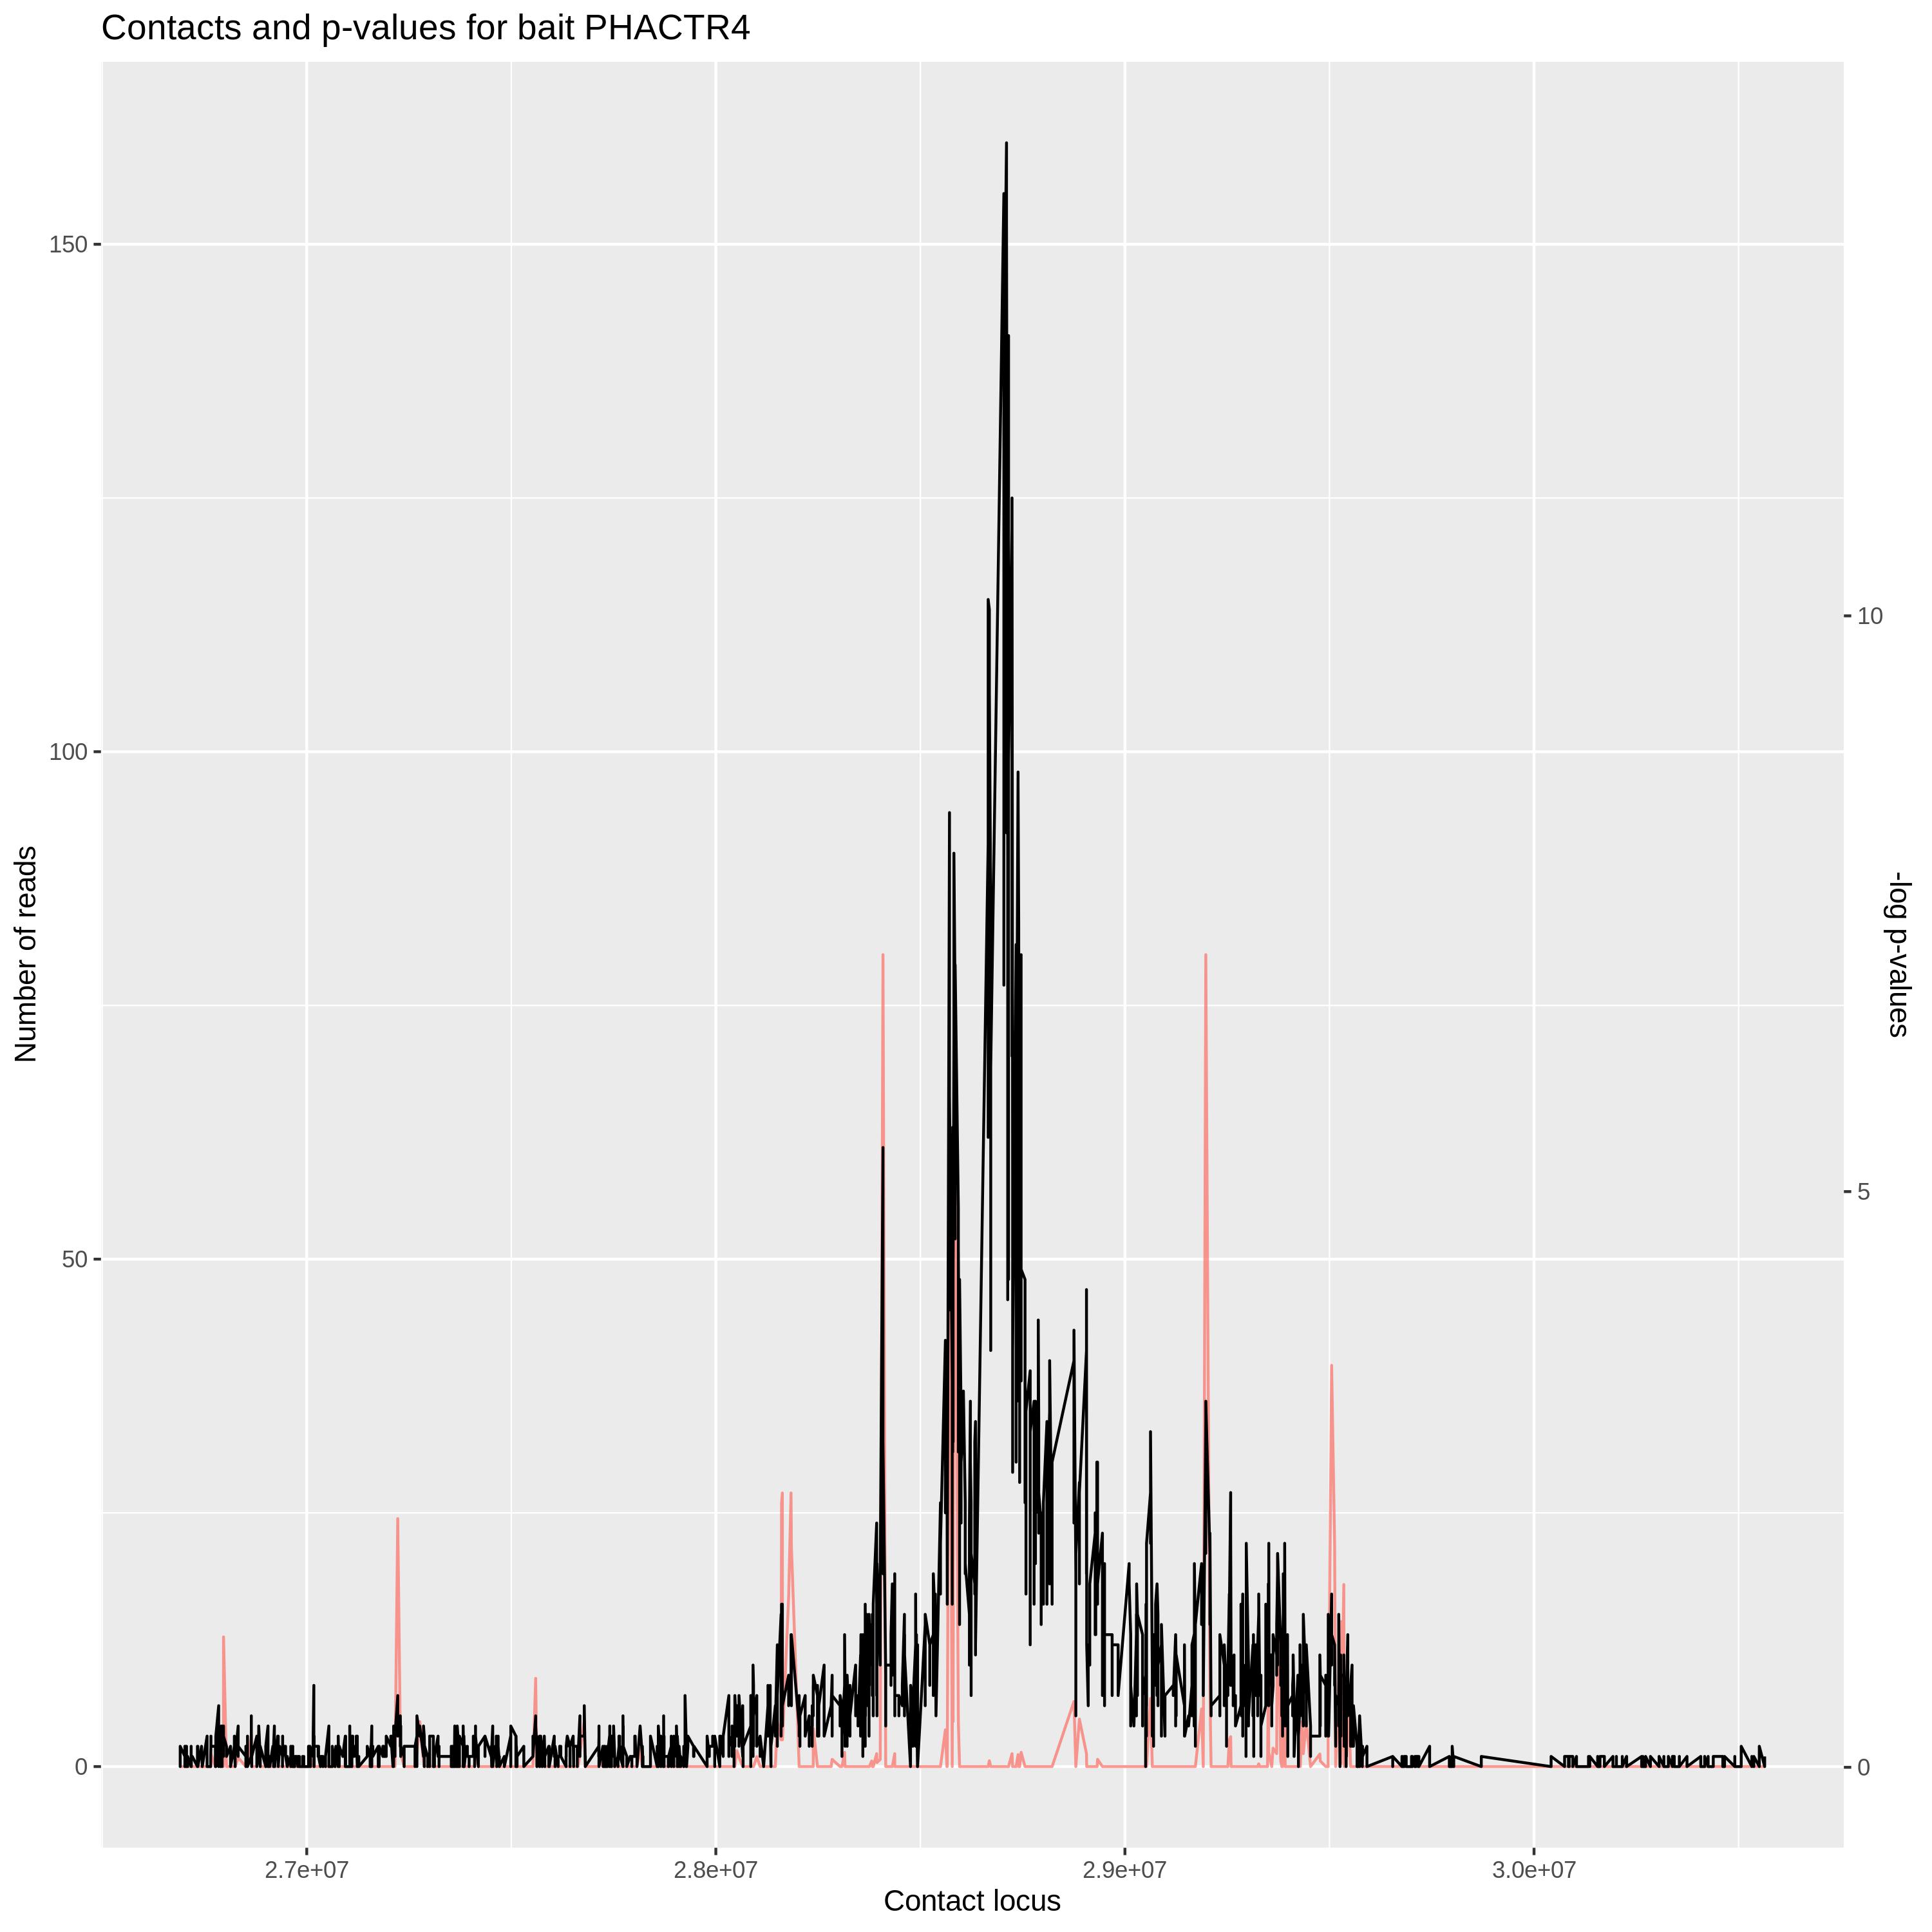 Contacts and p-values for bait PHACTR4
150
100
50
0
Number of reads
10
5
0
-log p-values
2.7e+07
2.8e+07
2.9e+07
3.0e+07
Contact locus